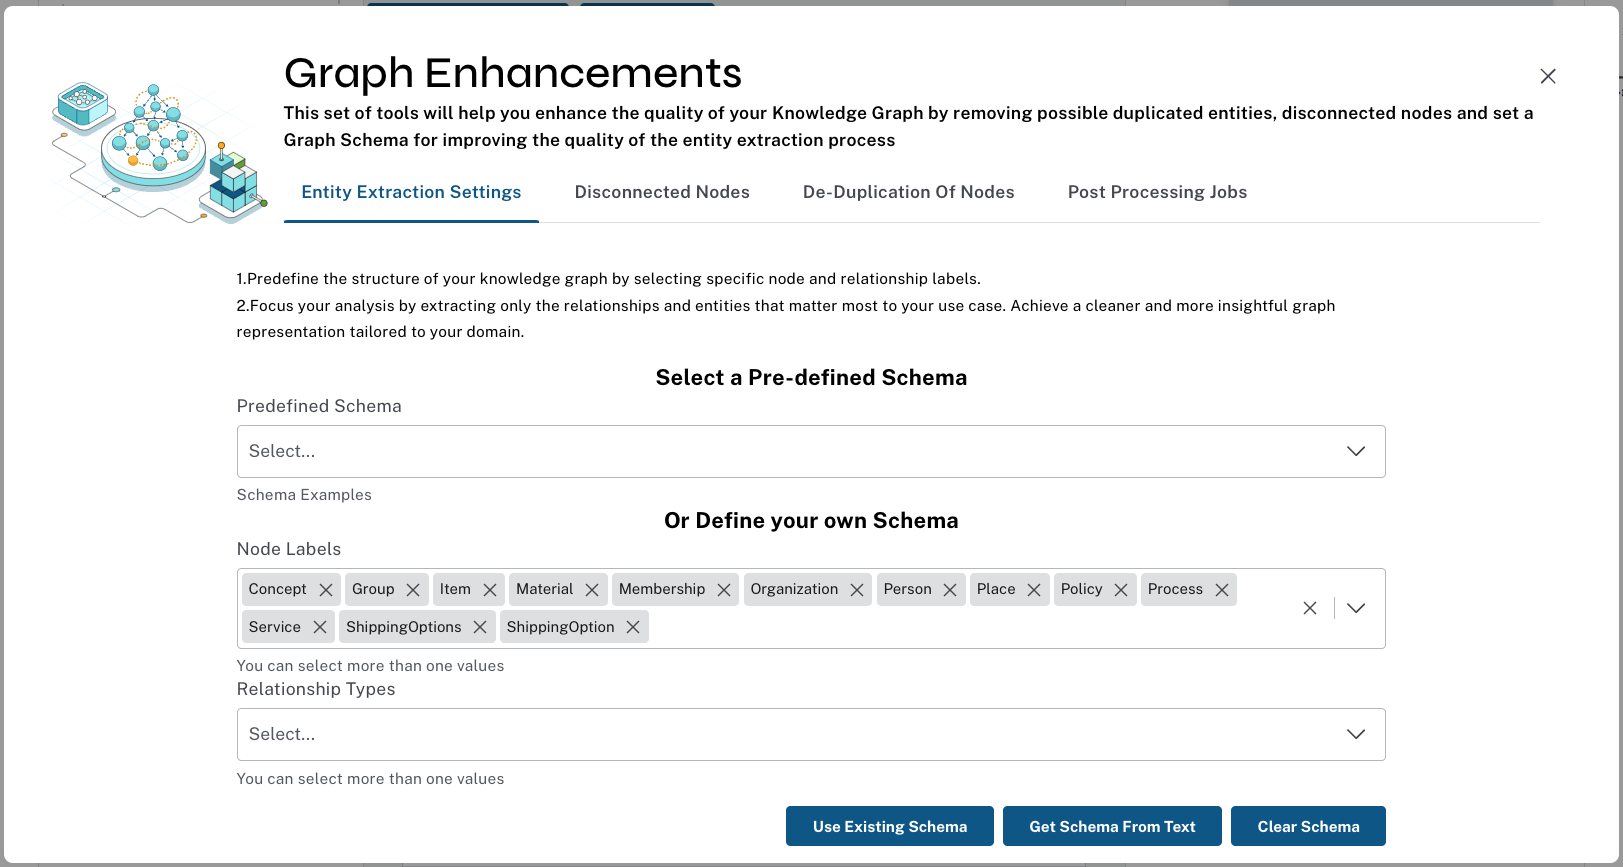 Graph Enhancements
This set of tools will help you enhance the quality of your Knowledge Graph by removing possible duplicated entities, disconnected nodes and set a
Graph Schema for improving the quality of the entity extraction process
Entity Extraction Settings Disconnected Nodes De-Duplication Of Nodes Post Processing Jobs
1.Predefine the structure of your knowledge graph by selecting specific node and relationship labels.
2.Focus your analysis by extracting only the relationships and entities that matter most to your use case. Achieve a cleaner and more insightful graph
representation tailored to your domain.
Select a Pre-defined Schema
Predefined Schema
Select...
Schema Examples
Or Define your own Schema
Node Labels
Concept Group Item Material Membership Organization Person Place Policy Process
Service ShippingOptions ShippingOption
You can select more than one values
Relationship Types
Select...
You can select more than one values
Use Existing Schema Get Schema From Text Clear Schema